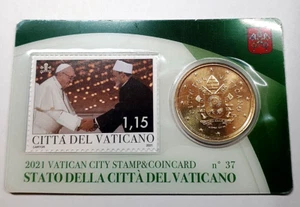 1,15
CITTÀ DEL VATICANO
2021 VATICAN CITY STAMP&COINCARD n° 37
STATO DELLA CITTÀ DEL VATICANO